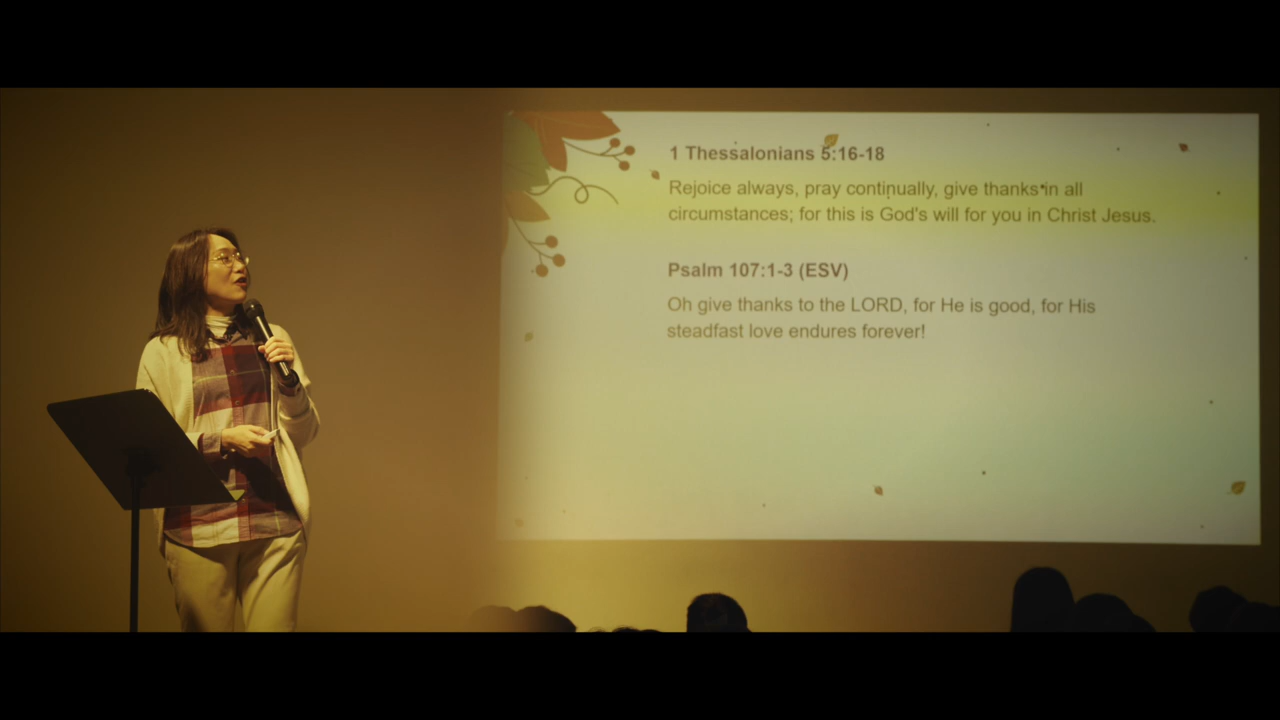 1 Thessalonians 5:16-18
Rejoice always, pray continually, give thanks in all
circumstances; for this is God's will for you in Christ Jesus.
Psalm 107:1-3 (ESV)
Oh give thanks to the LORD, for He is good, for His
steadfast love endures forever!